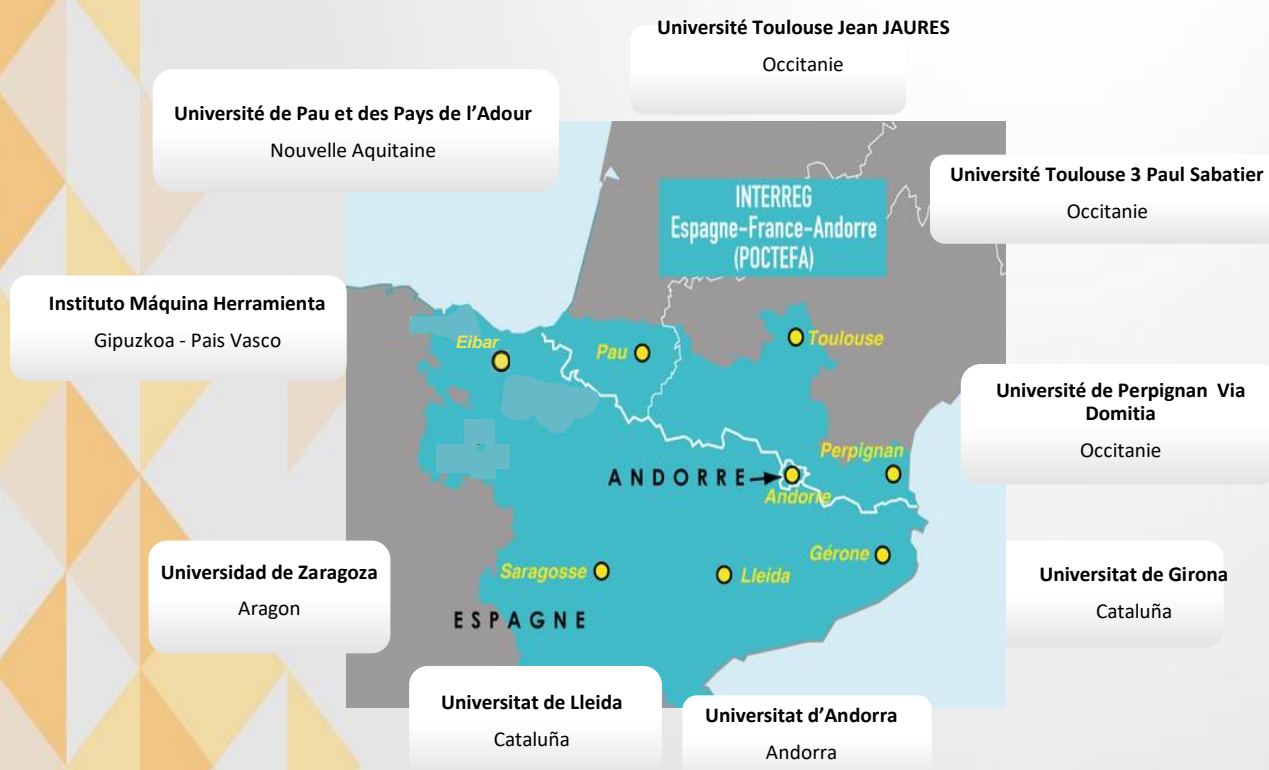 Université Toulouse Jean JAURES
Occitanie
Université de Pau et des Pays de l’Adour
Nouvelle Aquitaine
Université Toulouse 3 Paul Sabatier
Occitanie
INTERREG
Espagne-France-Andorre
(POCTEFA)
Instituto Máquina Herramienta
Gipuzkoa - Pais Vasco
Eibar
Pau
Toulouse
Université de Perpignan Via
Domitia
Occitanie
Perpignan
ANDORRE
Andorre
Gérone
Saragosse
Lleida
ESPAGNE
Universidad de Zaragoza
Aragon
Universitat de Girona
Cataluña
Universitat de Lleida
Cataluña
Universitat d’Andorra
Andorra